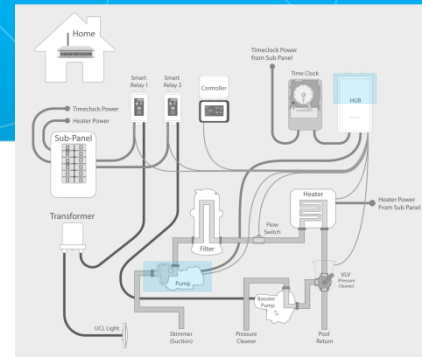 Home
Timeclock Power
from Sub Panel
Smart
Relay 1
Smart
Relay 2
Controller
Time Clock
HUB
Timeclock Power
Heater Power
Sub-Panel
Transformer
Heater
Heater Power
From Sub Panel
Flow
Switch
Filter
Pump
VLV
(Pressure
Cleaner)
Booster
Pump
UCL Light
Skimmer
(Suction)
Pressure
Cleaner
Pool
Return